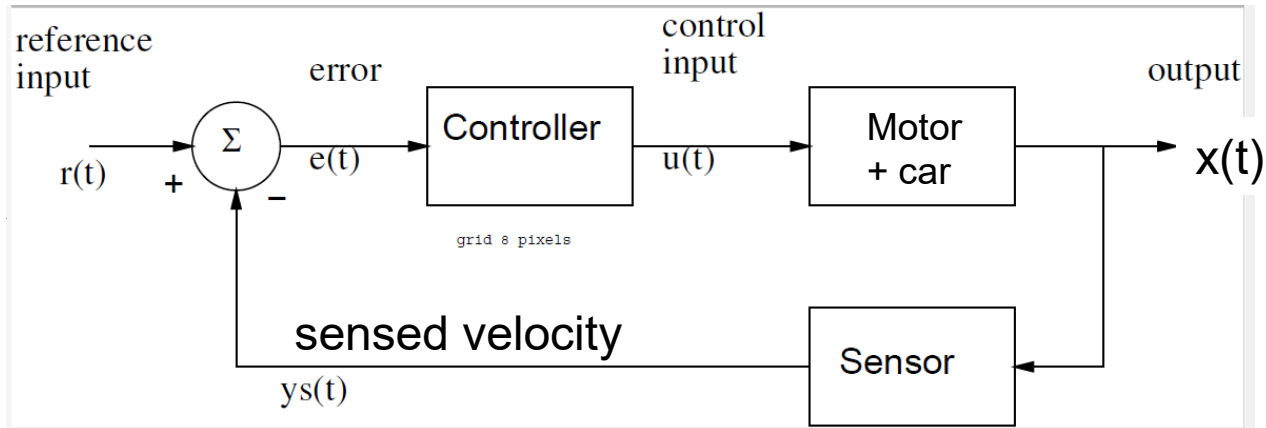 reference
input
error
control
input
output
Σ
Controller
Motor
+ car
r(t)
+
−
e(t)
u(t)
x(t)
grid 8 pixels
sensed velocity
ys(t)
Sensor